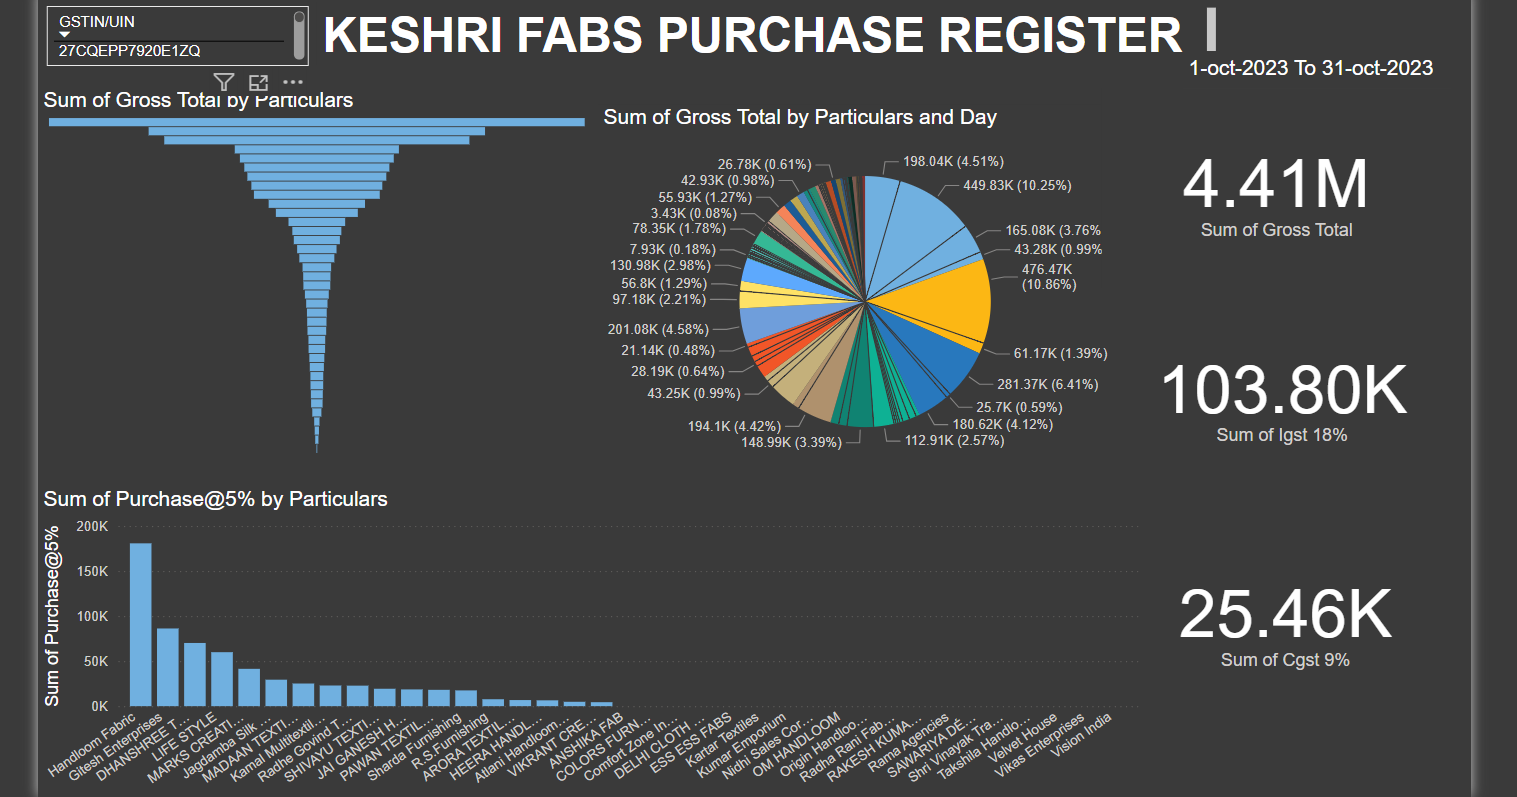 GSTIN/UIN
27CQEPP7920E1ZQ
KESHRI FABS PURCHASE REGISTER
1-oct-2023 To 31-oct-2023
Sum of Gross Total by Particulars
Sum of Gross Total by Particulars and Day
26.78K (0.61%)
42.93K (0.98%)
55.93K (1.27%)
3.43K (0.08%)
78.35K (1.78%)
7.93K (0.18%)
130.98K (2.98%)
56.8K (1.29%)
97.18K (2.21%)
201.08K (4.58%)
21.14K (0.48%)
28.19K (0.64%)
43.25K (0.99%)
194.1K (4.42%)
148.99K (3.39%)
198.04K (4.51%)
449.83K (10.25%)
165.08K (3.76%
43.28K (0.99%
476.47K
(10.86%)
61.17K (1.39%)
281.37K (6.41%)
25.7K (0.59%)
180.62K (4.12%)
112.91K (2.57%)
4.41M
Sum of Gross Total
103.80K
Sum of Igst 18%
25.46K
Sum of Cgst 9%
Sum of Purchase@5% by Particulars
Sum of Purchase@5%
200K
150K
100K
50K
0K
Handloom Fabric
Gitesh Enterprises
DHANSHREE T...
LIFE STYLE
MARKS CREATI...
Jagdamba Silk ...
MADAAN TEXTI...
Kamal Multitextil...
Radhe Govind T...
SHIVAYU TEXTI...
JAI GANESH H...
PAWAN TEXTIL...
Sharda Furnishing
R.S.Furnishing
ARORA TEXTIL...
HEERA HANDL...
Atlani Handloom...
VIKRANT CRE...
ANSHIKA FAB
COLORS FURN...
Comfort Zone In...
DELHI CLOTH ...
ESS ESS FABS
Kartar Textiles
Kumar Emporium
Nidhi Sales Cor...
OM HANDLOOM
Origin Handloo...
Radha Rani Fab...
RAKESH KUMA...
Rama Agencies
SAWARIYA DE...
Shri Vinayak Tra...
Takshila Handlo...
Velvet House
Vikas Enterprises
Vision India